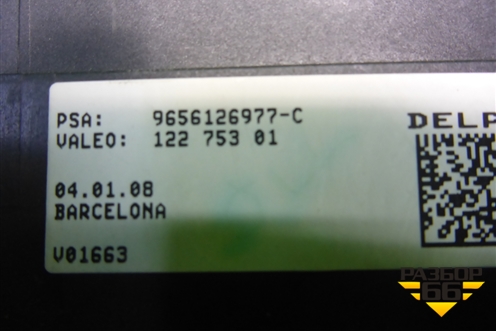 PSA: 9656126977-C
VALEO: 122 753 01
DELP
04.01.08
BARCELONA
V01663
РАЗБОР
66